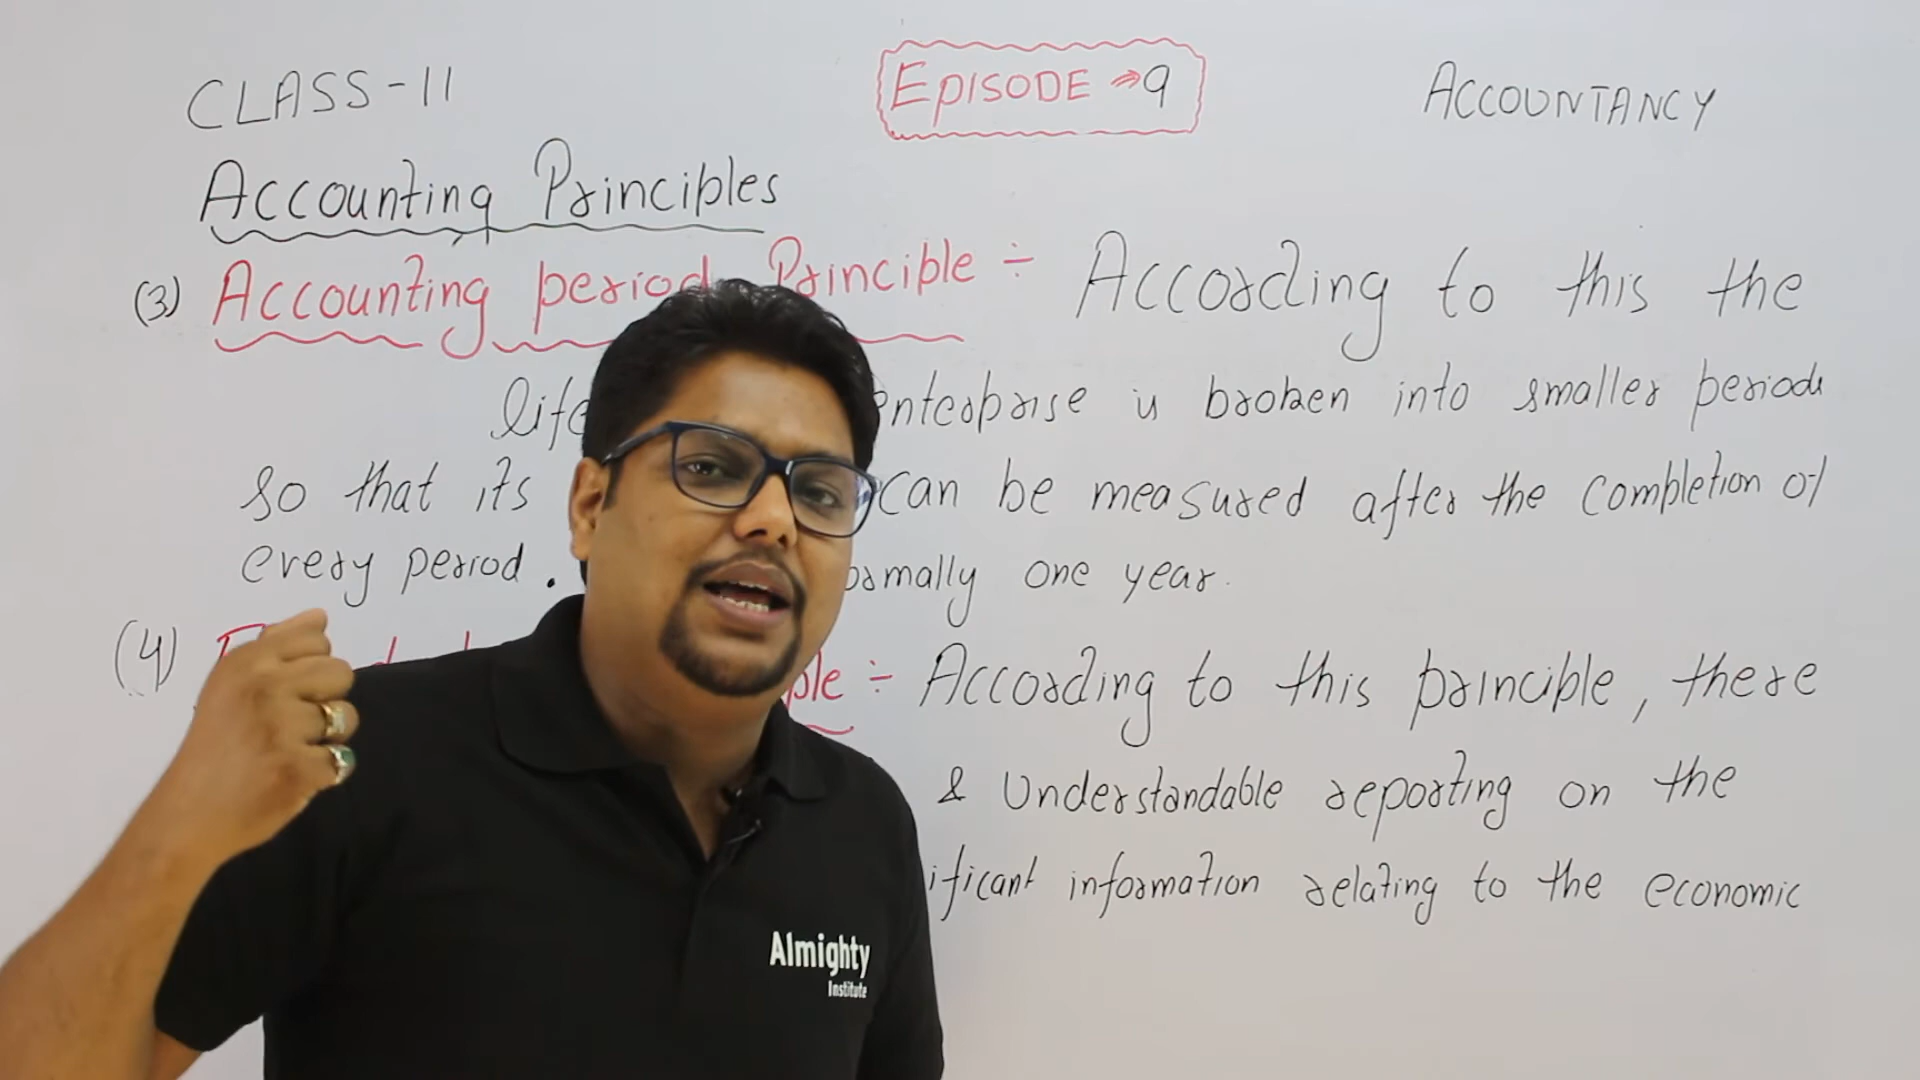 CLASS-11
EPISODE ⇒ 9
ACCOUNTANCY
Accounting Principles
(3) Accounting period Principle ÷ According to this the
life enterprise is broken into smaller periods
so that its can be measured after the completion of
every period. one year.
(4) ÷ According to this principle, there
& Understandable reporting on the
information relating to the economic
Almighty
Institute